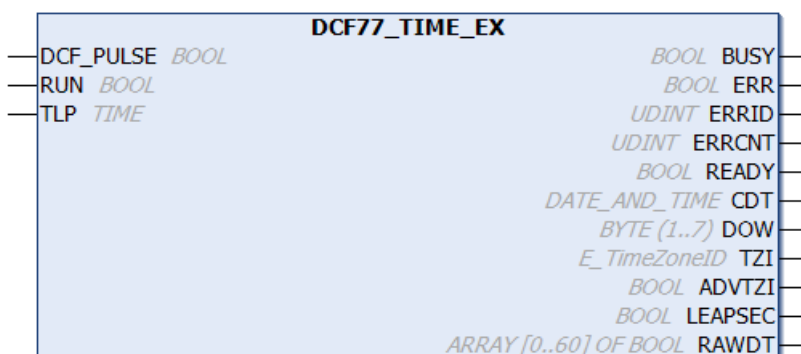 DCF77_TIME_EX
DCF_PULSE BOOL BOOL BUSY
RUN BOOL BOOL ERR
TLP TIME UDINT ERRID
UDINT ERRCNT
BOOL READY
DATE_AND_TIME CDT
BYTE (1..7) DOW
E_TimeZoneID TZI
BOOL ADVTZI
BOOL LEAPSEC
ARRAY [0..60] OF BOOL RAWDT